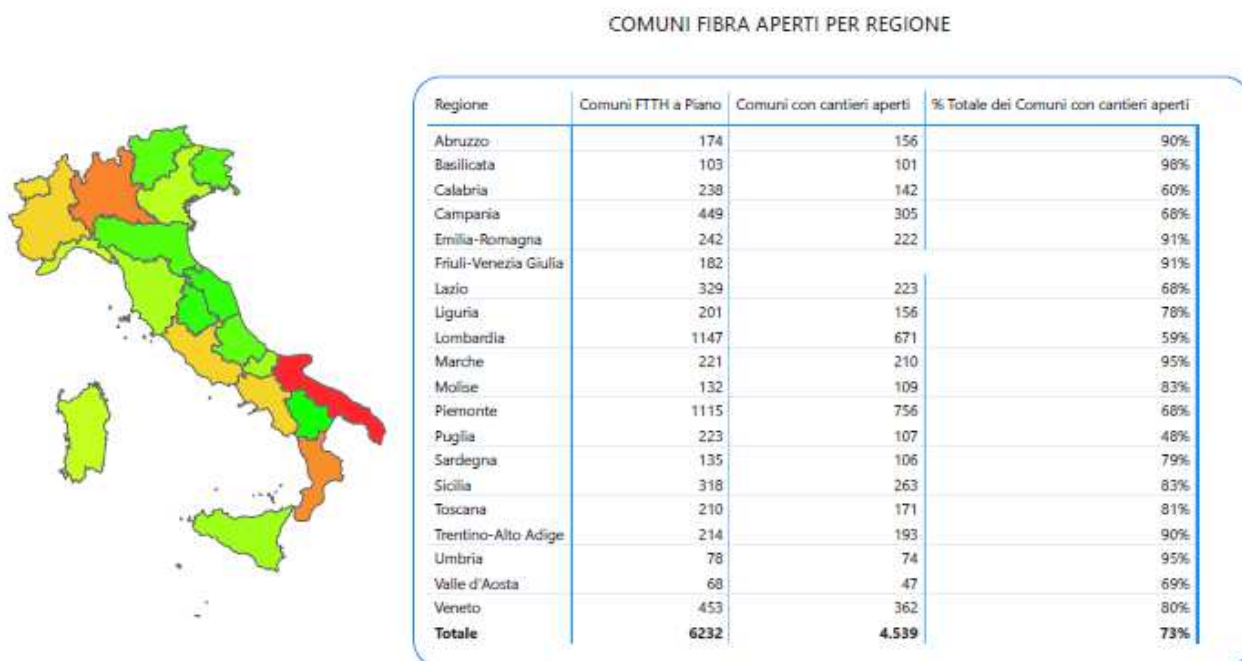 COMUNI FIBRA APERTI PER REGIONE
Regione Comuni FTTH a Piano Comuni con cantieri aperti % Totale dei Comuni con cantieri aperti
Abruzzo 174 156 90%
Basilicata 103 101 98%
Calabria 238 142 60%
Campania 449 305 68%
Emilia-Romagna 242 222 91%
Friuli-Venezia Giulia 182 91%
Lazio 329 223 68%
Liguria 201 156 78%
Lombardia 1147 671 59%
Marche 221 210 95%
Molise 132 109 83%
Piemonte 1115 756 68%
Puglia 223 107 48%
Sardegna 135 106 79%
Sicilia 318 263 83%
Toscana 210 171 81%
Trentino-Alto Adige 214 193 90%
Umbria 78 74 95%
Valle d'Aosta 68 47 69%
Veneto 453 362 80%
Totale 6232 4.539 73%